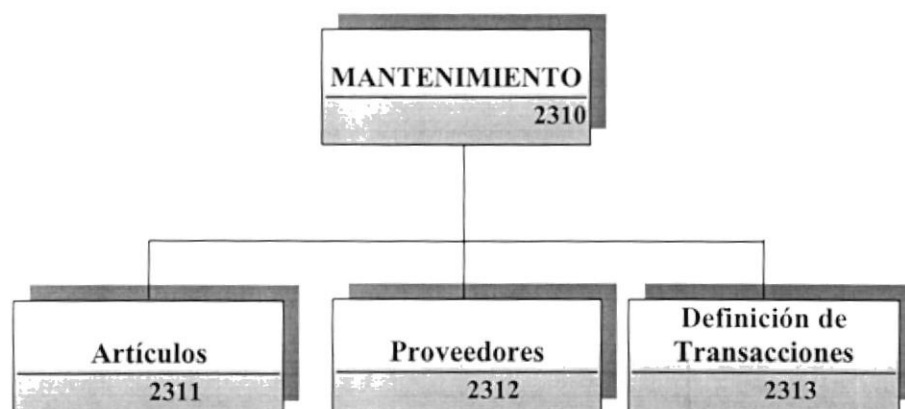 MANTENIMIENTO
2310
Artículos
2311
Proveedores
2312
Definición de
Transacciones
2313